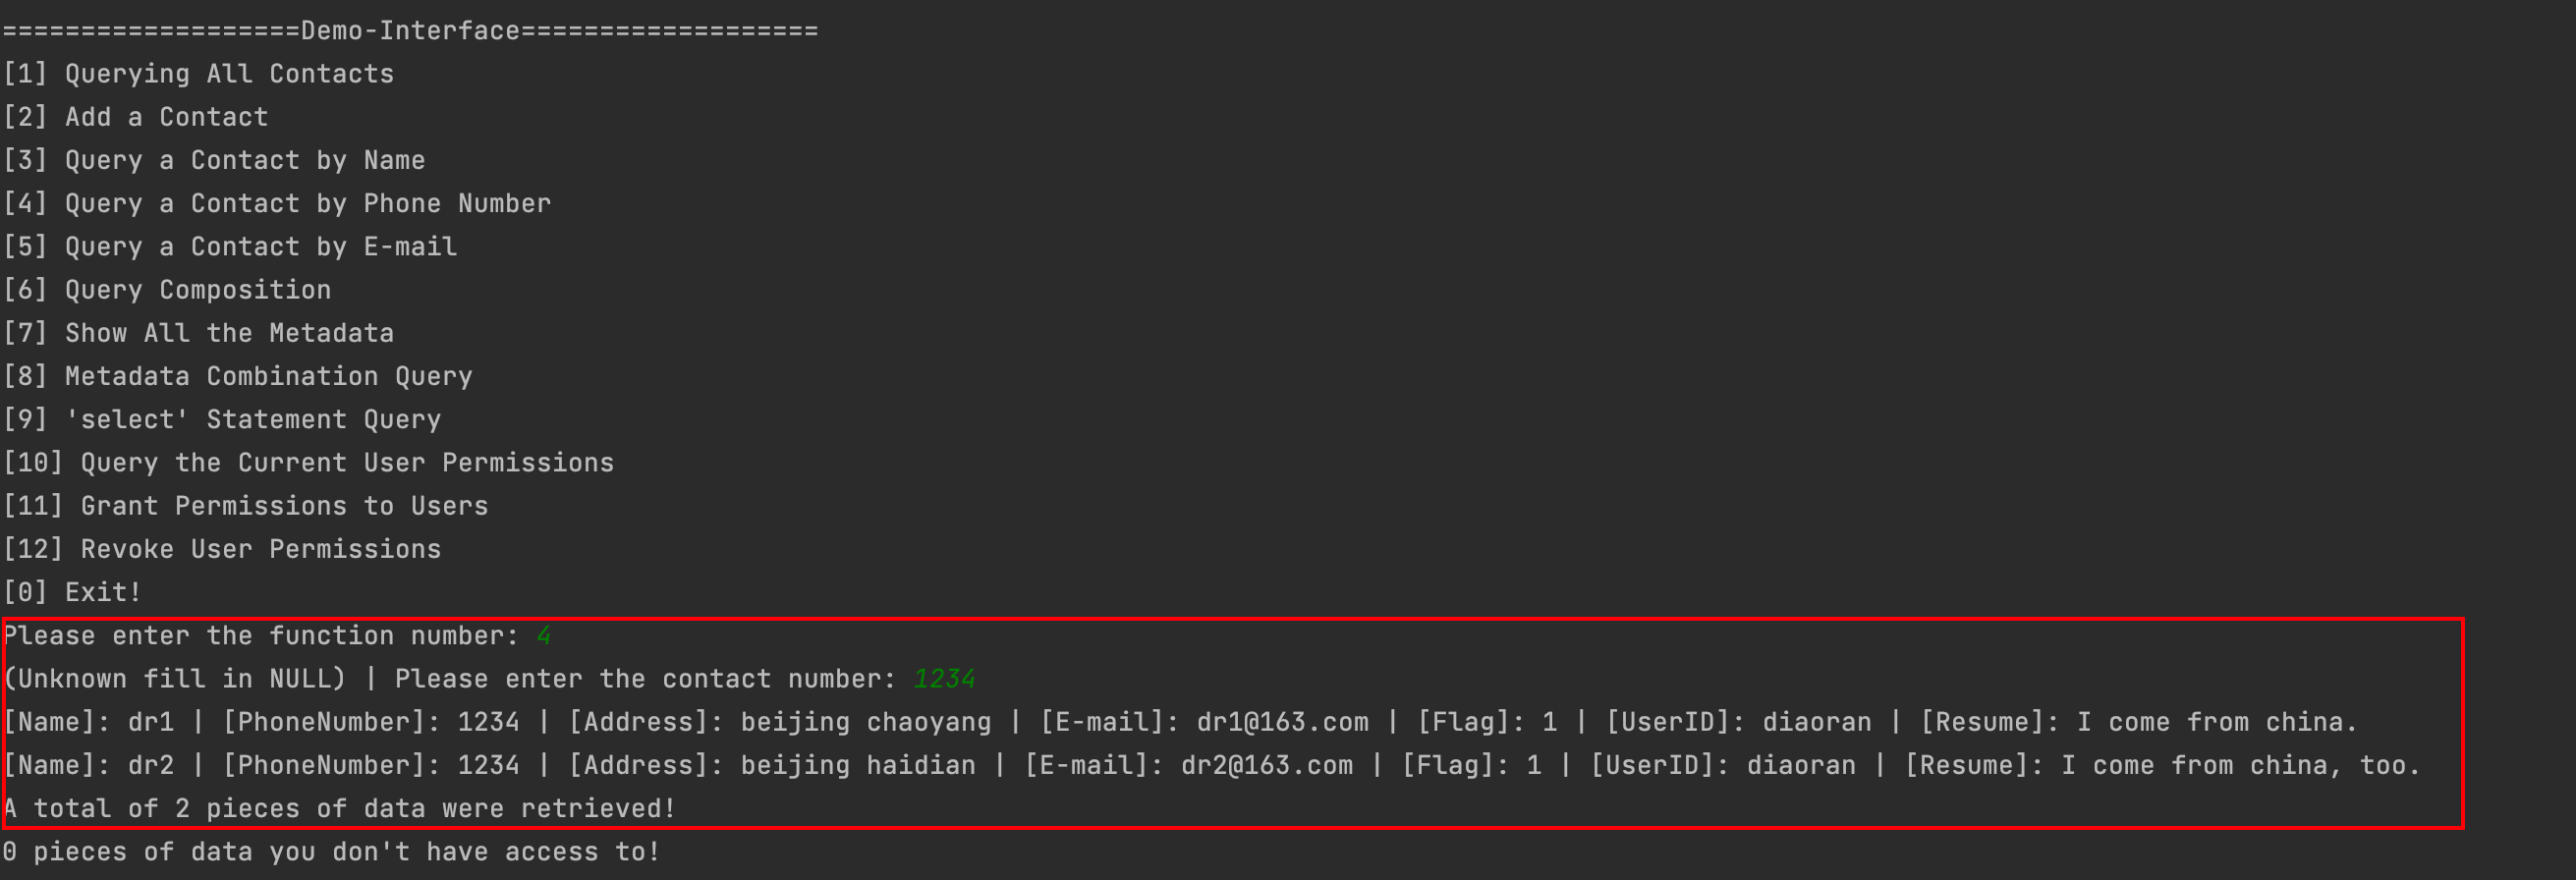 ===================Demo-Interface===================
[1] Querying All Contacts
[2] Add a Contact
[3] Query a Contact by Name
[4] Query a Contact by Phone Number
[5] Query a Contact by E-mail
[6] Query Composition
[7] Show All the Metadata
[8] Metadata Combination Query
[9] 'select' Statement Query
[10] Query the Current User Permissions
[11] Grant Permissions to Users
[12] Revoke User Permissions
[0] Exit!
Please enter the function number: 4
(Unknown fill in NULL) | Please enter the contact number: 1234
[Name]: dr1 | [PhoneNumber]: 1234 | [Address]: beijing chaoyang | [E-mail]: dr1@163.com | [Flag]: 1 | [UserID]: diaoran | [Resume]: I come from china.
[Name]: dr2 | [PhoneNumber]: 1234 | [Address]: beijing haidian | [E-mail]: dr2@163.com | [Flag]: 1 | [UserID]: diaoran | [Resume]: I come from china, too.
A total of 2 pieces of data were retrieved!
0 pieces of data you don't have access to!